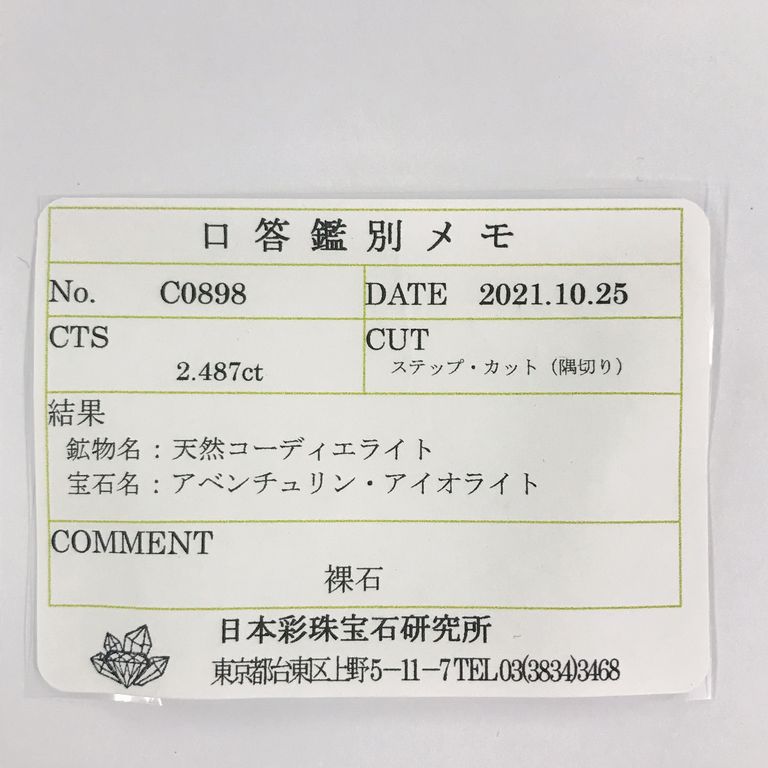 口答鑑別メモ
No. C0898 DATE 2021.10.25
CTS 2.487ct
CUT ステップ・カット（隅切り）
結果
鉱物名：天然コーディエライト
宝石名：アベンチュリン・アイオライト
COMMENT
裸石
日本彩珠宝石研究所
東京都台東区上野5−11−7 TEL 03(3834)3468